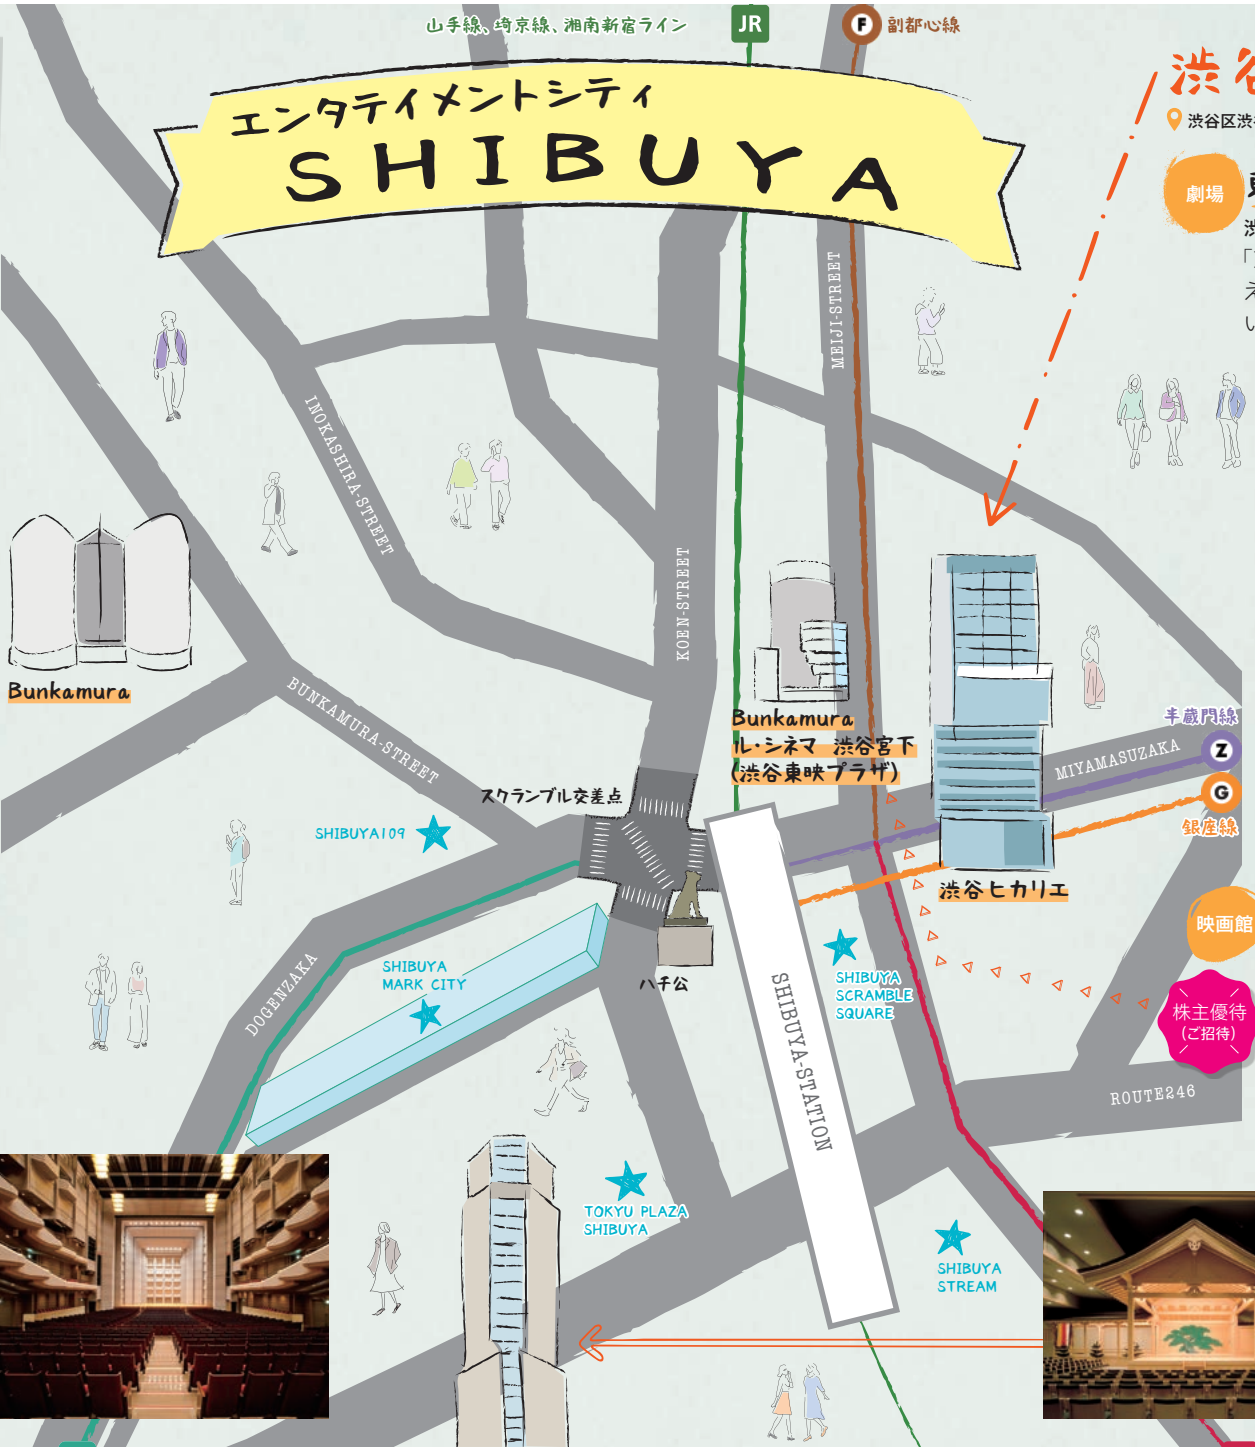 山手線、埼京線、湘南新宿ライン
JR
F 副都心線
エンタテイメントシティ
SHIBUYA
渋谷
渋谷区渋
劇場
渋
い
MEIJI-STREET
INOKASHIRA-STREET
KOEN-STREET
Bunkamura
BUNKAMURA-STREET
Bunkamura
ル・シネマ 渋谷宮下
(渋谷東映プラザ)
半蔵門線
Z
MIYAMASUZAKA
G
銀座線
スクランブル交差点
SHIBUYA109
渋谷ヒカリエ
映画館
ハチ公
SHIBUYA
MARK CITY
DOGENZAKA
SHIBUYA
SCRAMBLE
SQUARE
SHIBUYA-STATION
株主優待
(ご招待)
ROUTE246
TOKYU PLAZA
SHIBUYA
SHIBUYA
STREAM